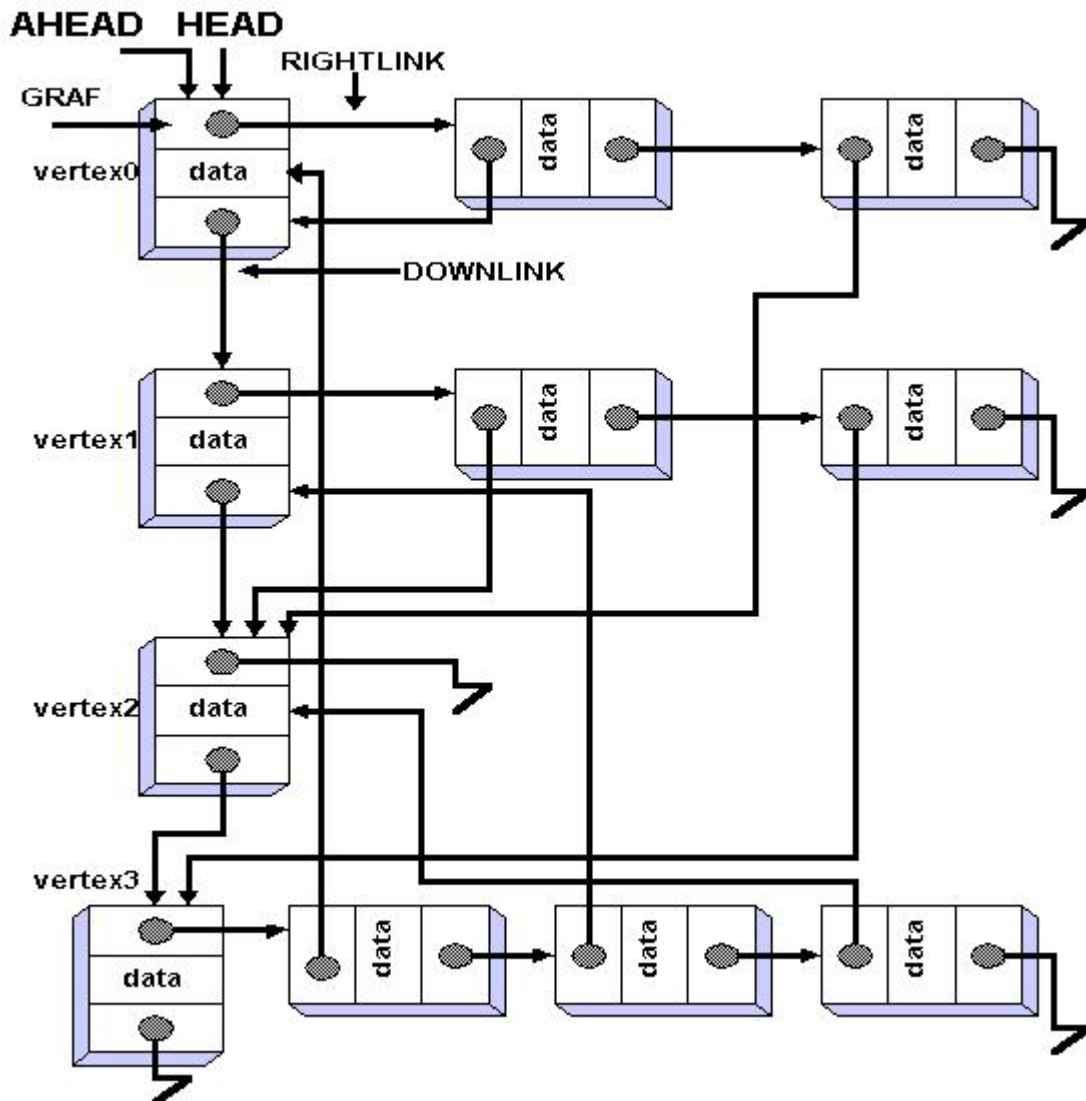 AHEAD HEAD
RIGHTLINK
GRAF
vertex0
data
data
data
DOWNLINK
vertex1
data
data
data
vertex2
data
vertex3
data
data
data
data